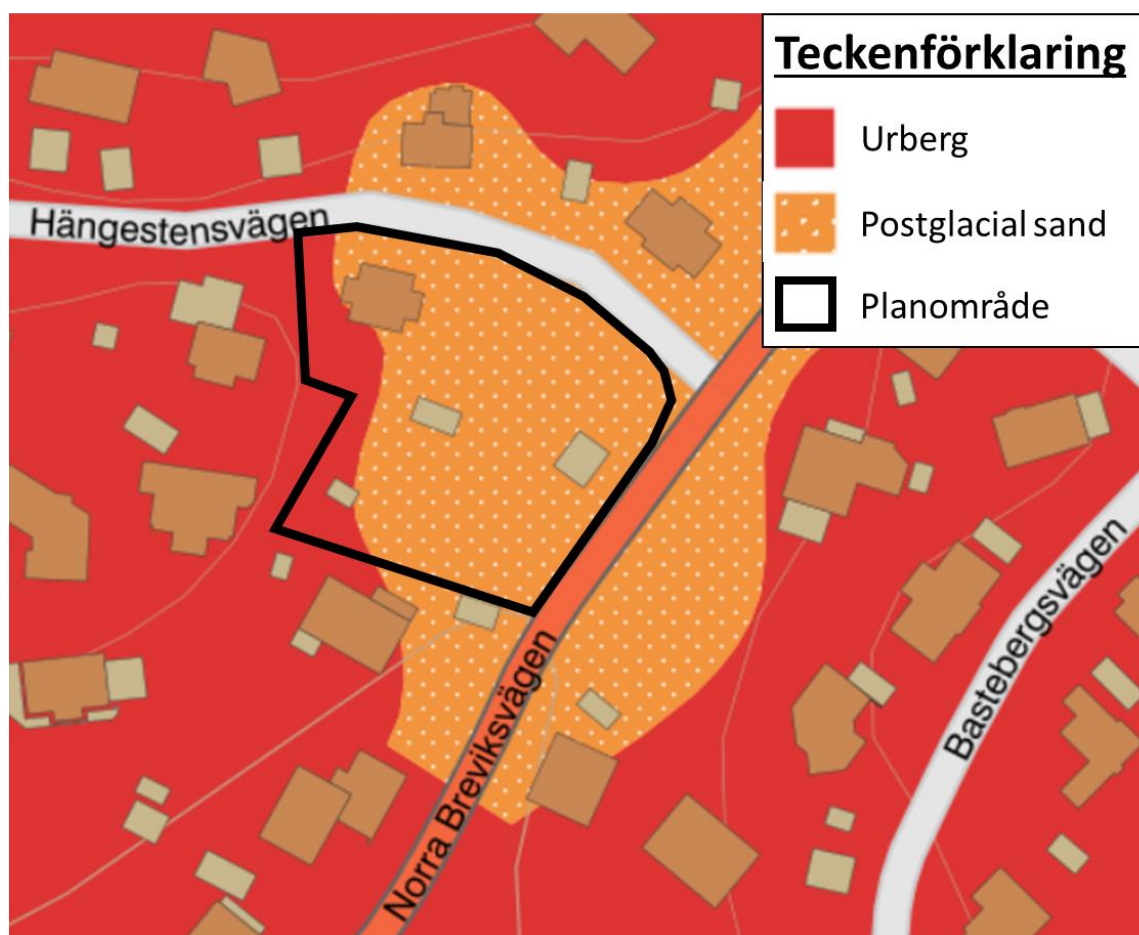 Teckenförklaring
Urberg
Postglacial sand
Planområde
Hängestensvägen
Norra Breviksvägen
Bastebergsvägen